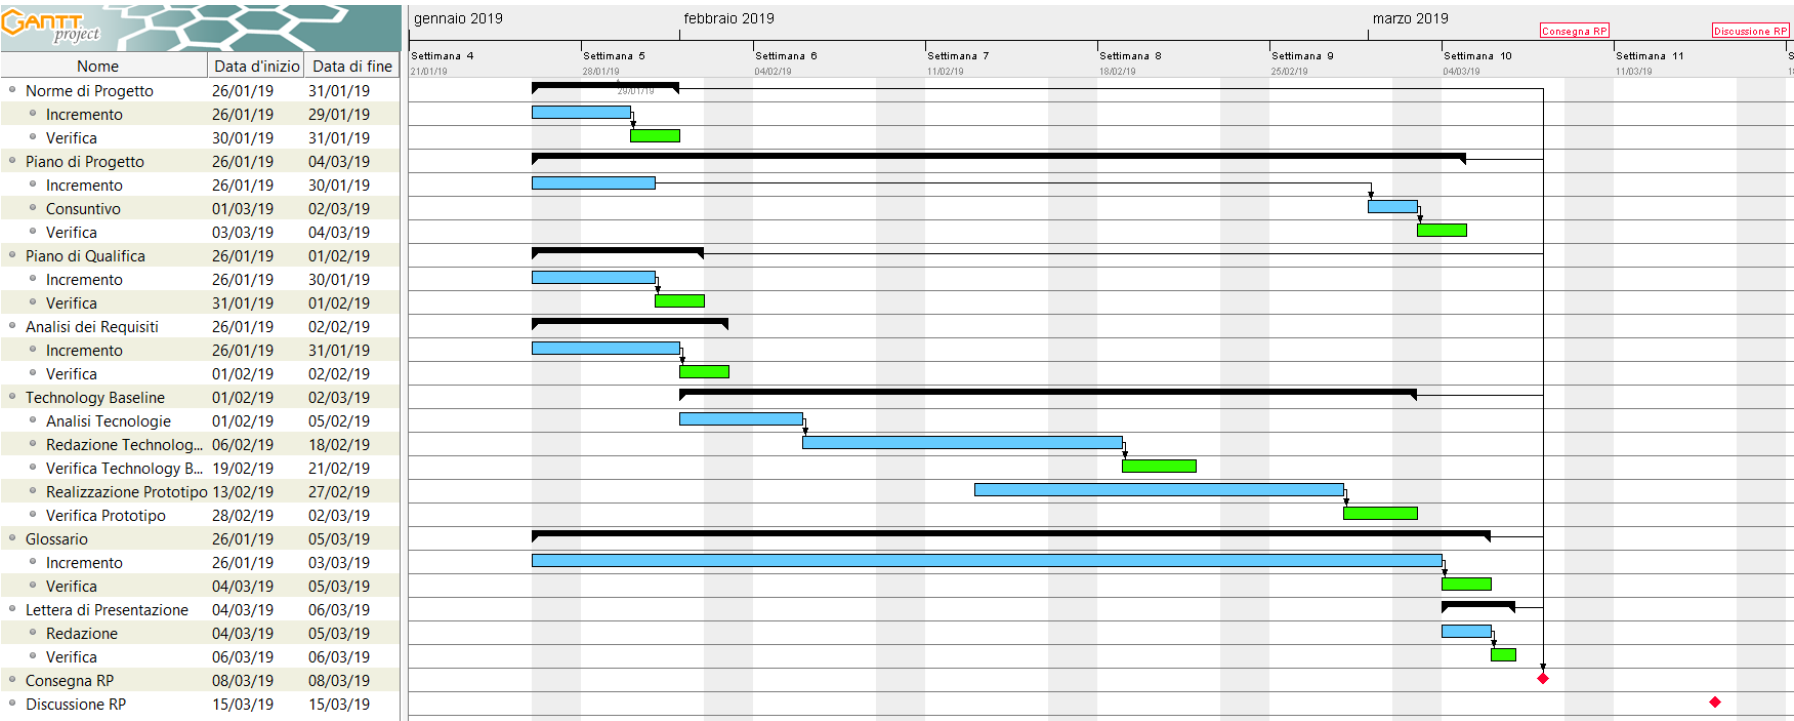 GANTT
project
gennaio 2019 febbraio 2019 marzo 2019
Consegna RP Discussione RP
Settimana 4 Settimana 5 Settimana 6 Settimana 7 Settimana 8 Settimana 9 Settimana 10 Settimana 11 S
21/01/19 28/01/19 04/02/19 11/02/19 18/02/19 25/02/19 04/03/19 11/03/19
Nome Data d'inizio Data di fine
Norme di Progetto 26/01/19 31/01/19 29/01/19
Incremento 26/01/19 29/01/19
Verifica 30/01/19 31/01/19
Piano di Progetto 26/01/19 04/03/19
Incremento 26/01/19 30/01/19
Consuntivo 01/03/19 02/03/19
Verifica 03/03/19 04/03/19
Piano di Qualifica 26/01/19 01/02/19
Incremento 26/01/19 30/01/19
Verifica 31/01/19 01/02/19
Analisi dei Requisiti 26/01/19 02/02/19
Incremento 26/01/19 31/01/19
Verifica 01/02/19 02/02/19
Technology Baseline 01/02/19 02/03/19
Analisi Tecnologie 01/02/19 05/02/19
Redazione Technolog... 06/02/19 18/02/19
Verifica Technology B... 19/02/19 21/02/19
Realizzazione Prototipo 13/02/19 27/02/19
Verifica Prototipo 28/02/19 02/03/19
Glossario 26/01/19 05/03/19
Incremento 26/01/19 03/03/19
Verifica 04/03/19 05/03/19
Lettera di Presentazione 04/03/19 06/03/19
Redazione 04/03/19 05/03/19
Verifica 06/03/19 06/03/19
Consegna RP 08/03/19 08/03/19
Discussione RP 15/03/19 15/03/19